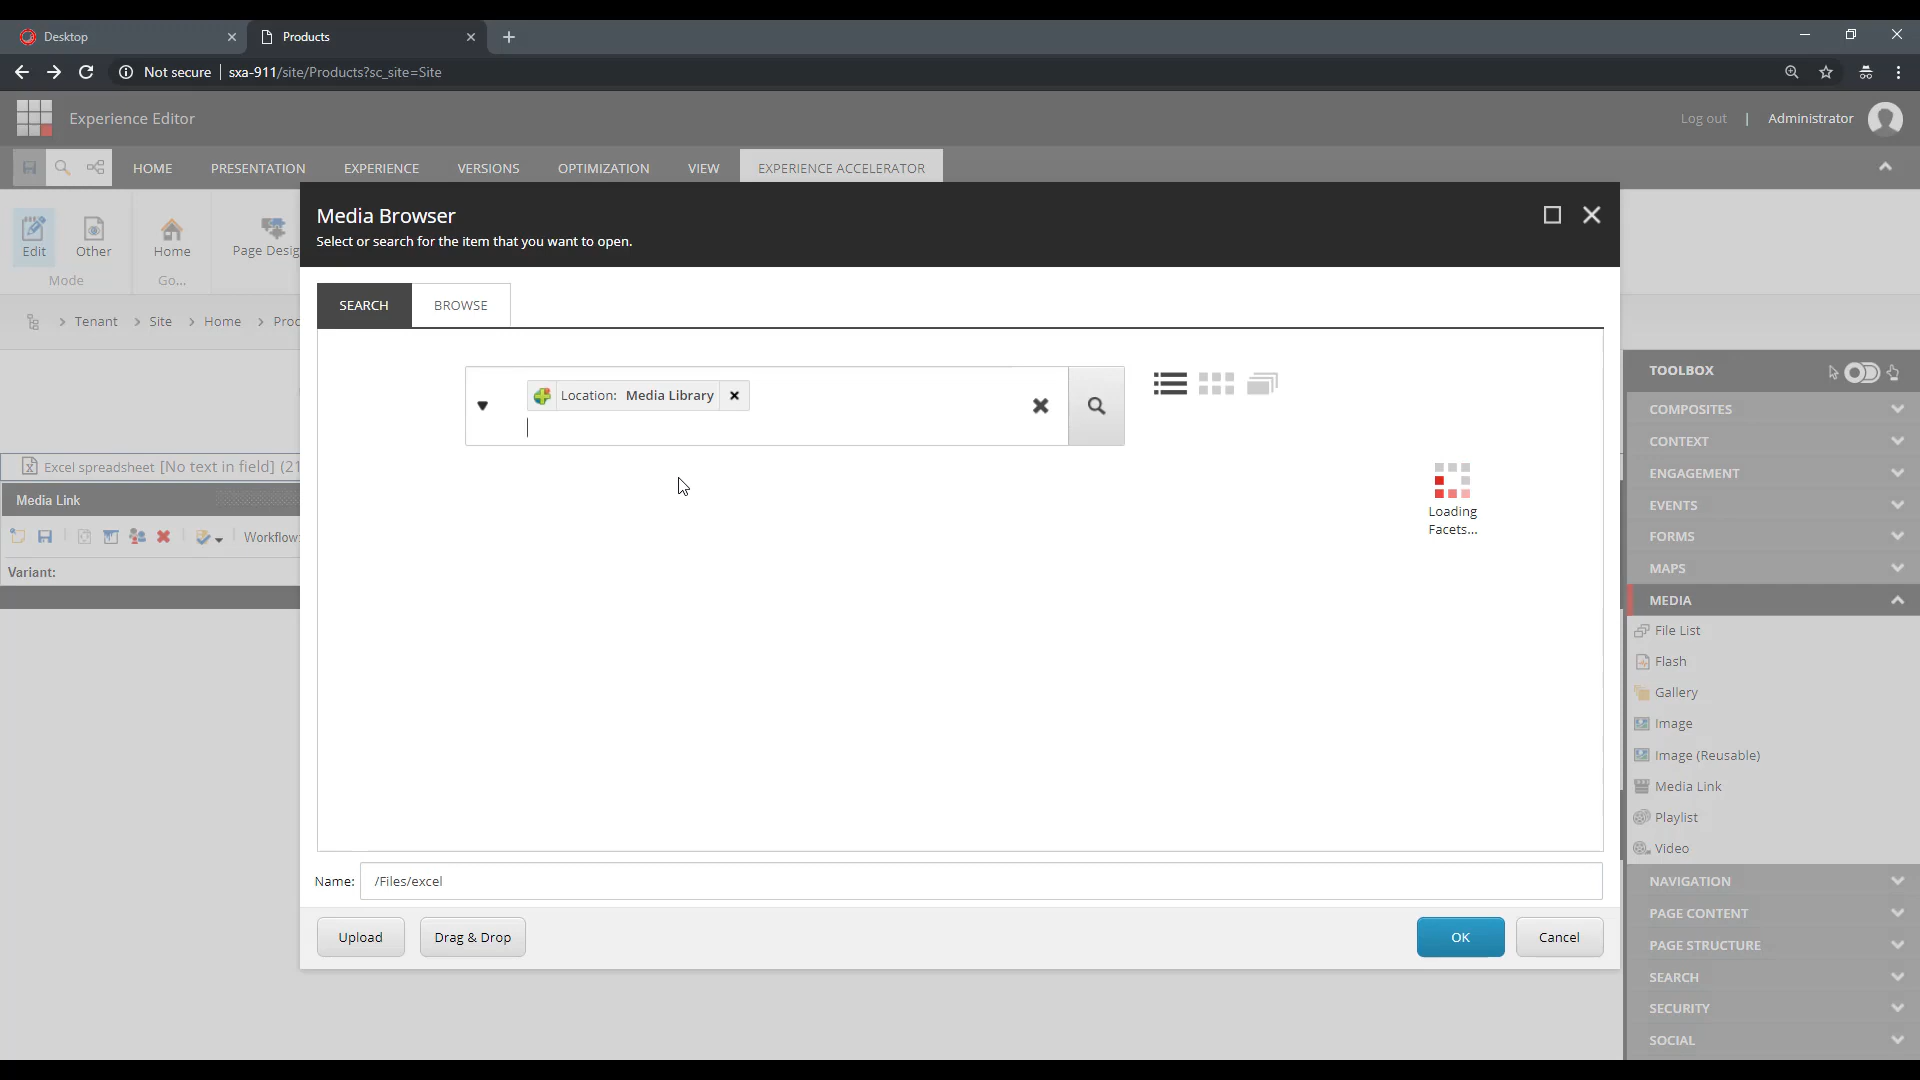 Desktop
Products
Not secure
sxa-911/site/Products?sc_site=Site
Experience Editor
Log out | Administrator
HOME
PRESENTATION
EXPERIENCE
VERSIONS
OPTIMIZATION
VIEW
EXPERIENCE ACCELERATOR
Edit
Other
Mode
Home
Go...
Page Desig
Tenant
Site
Home
Proc
Excel spreadsheet [No text in field] (21
Media Link
Workflow:
Variant:
Media Browser
Select or search for the item that you want to open.
SEARCH
BROWSE
Location: Media Library
Loading
Facets...
Name: /Files/excel
Upload
Drag & Drop
OK
Cancel
TOOLBOX
COMPOSITES
CONTEXT
ENGAGEMENT
EVENTS
FORMS
MAPS
MEDIA
File List
Flash
Gallery
Image
Image (Reusable)
Media Link
Playlist
Video
NAVIGATION
PAGE CONTENT
PAGE STRUCTURE
SEARCH
SECURITY
SOCIAL